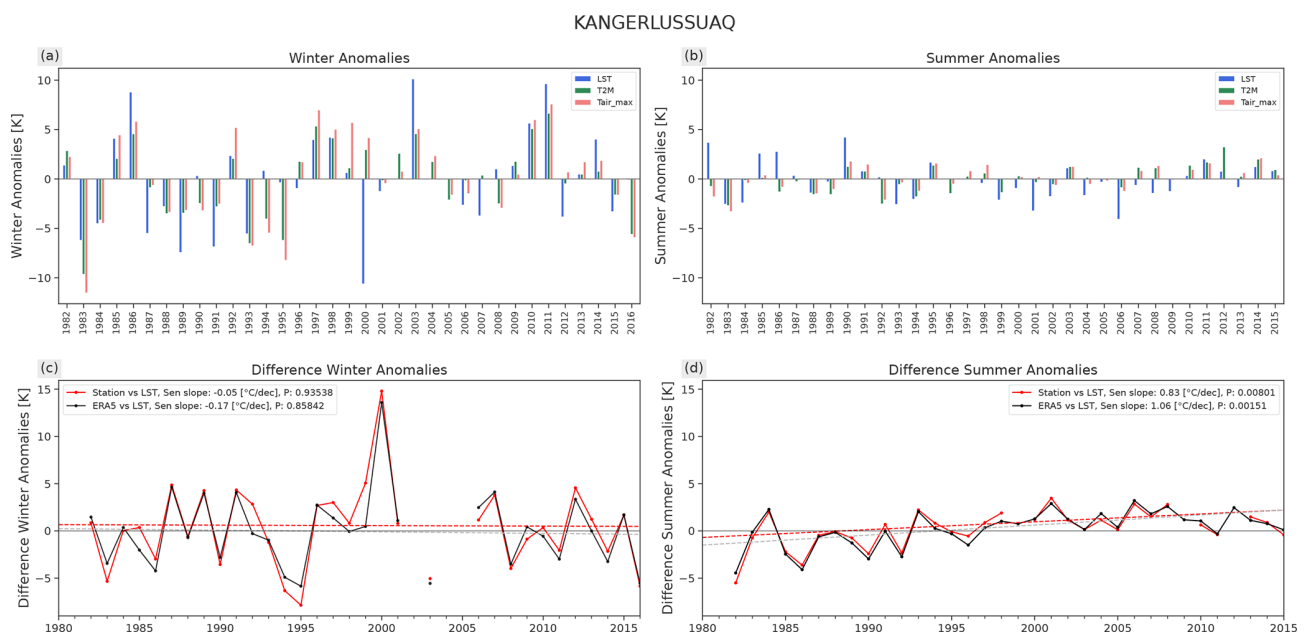 KANGERLUSSUAQ
(a)
Winter Anomalies
Winter Anomalies [K]
10
5
0
−5
−10
LST
T2M
Tair_max
1982 1983 1984 1985 1986 1987 1988 1989 1990 1991 1992 1993 1994 1995 1996 1997 1998 1999 2000 2001 2002 2003 2004 2005 2006 2007 2008 2009 2010 2011 2012 2013 2014 2015 2016
(b)
Summer Anomalies
Summer Anomalies [K]
10
5
0
−5
−10
LST
T2M
Tair_max
1982 1983 1984 1985 1986 1987 1988 1989 1990 1991 1992 1993 1994 1995 1996 1997 1998 1999 2000 2001 2002 2003 2004 2005 2006 2007 2008 2009 2010 2011 2012 2013 2014 2015
(c)
Difference Winter Anomalies
Difference Winter Anomalies [K]
15
10
5
0
−5
Station vs LST, Sen slope: -0.05 [°C/dec], P: 0.93538
ERA5 vs LST, Sen slope: -0.17 [°C/dec], P: 0.85842
1980 1985 1990 1995 2000 2005 2010 2015
(d)
Difference Summer Anomalies
Difference Summer Anomalies [K]
15
10
5
0
−5
Station vs LST, Sen slope: 0.83 [°C/dec], P: 0.00801
ERA5 vs LST, Sen slope: 1.06 [°C/dec], P: 0.00151
1980 1985 1990 1995 2000 2005 2010 2015